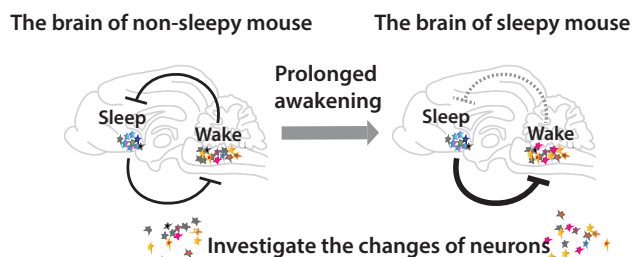 The brain of non-sleepy mouse
The brain of sleepy mouse
Prolonged
awakening
Sleep
Wake
Sleep
Wake
Investigate the changes of neurons